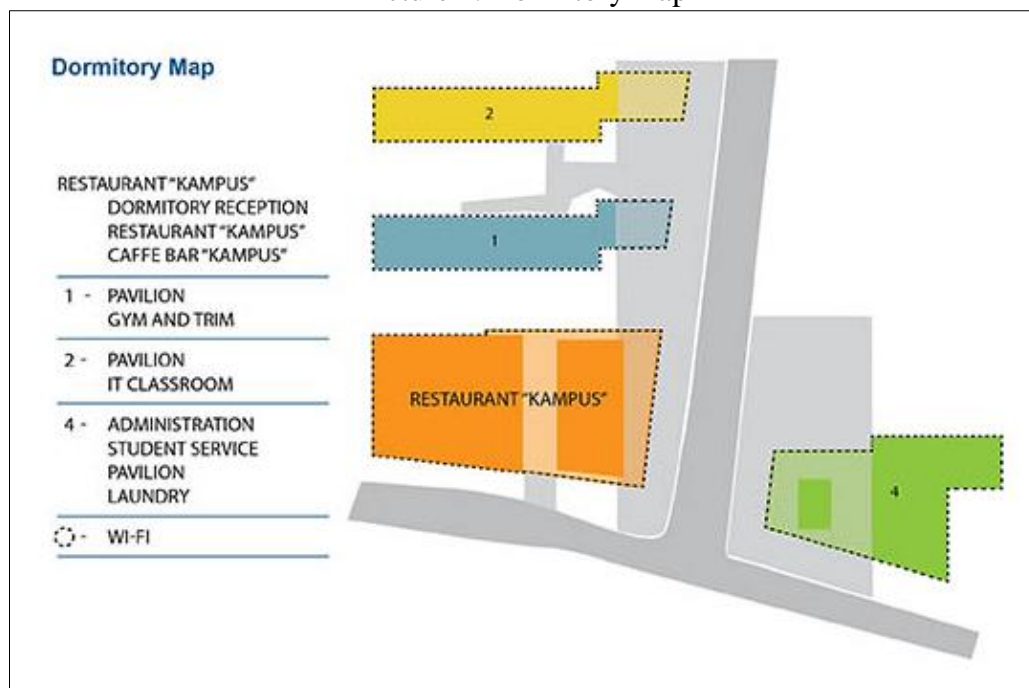 Dormitory Map
RESTAURANT "KAMPUS"
DORMITORY RECEPTION
RESTAURANT "KAMPUS"
CAFFE BAR "KAMPUS"
1 - PAVILION
GYM AND TRIM
2 - PAVILION
IT CLASSROOM
4 - ADMINISTRATION
STUDENT SERVICE
PAVILION
LAUNDRY
- WI-FI
2
1
RESTAURANT "KAMPUS"
4